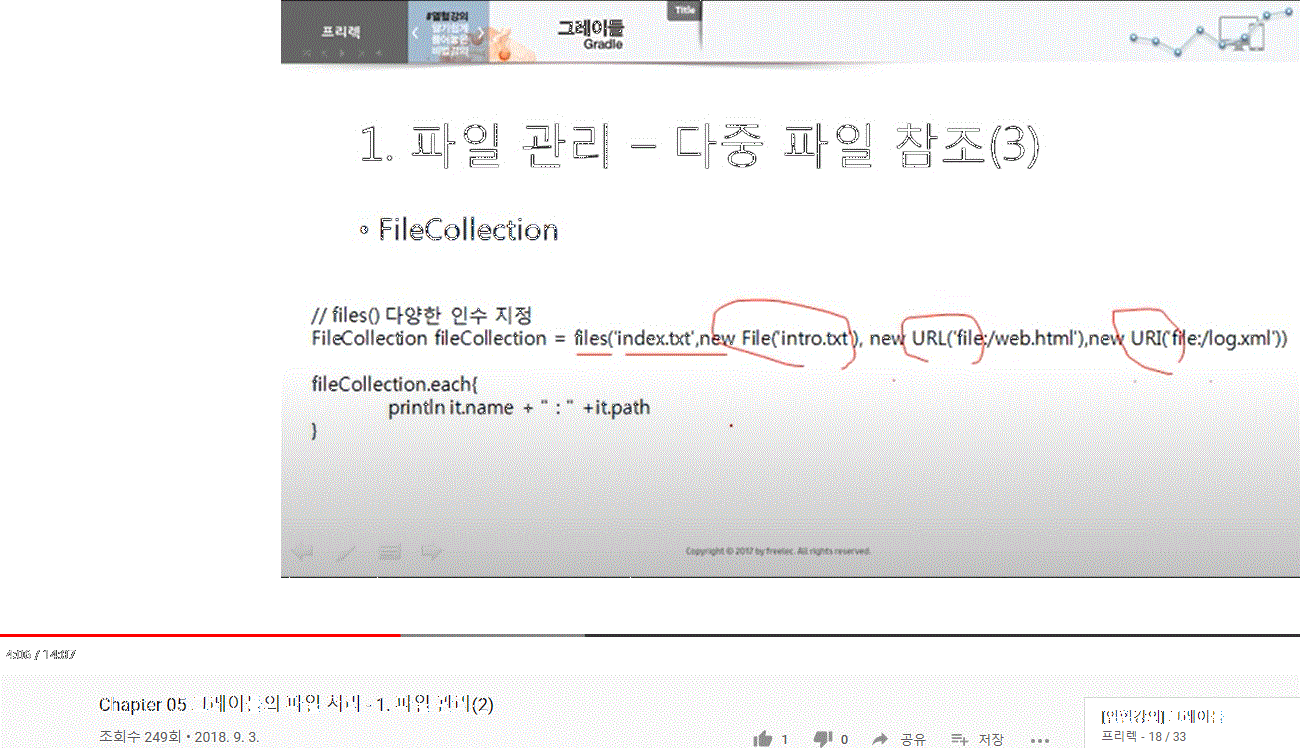 프리렉
#열혈강의
그레이들
Gradle
Title
1. 파일 관리 – 다중 파일 참조(3)
FileCollection
// files() 다양한 인수 지정
FileCollection fileCollection = files('index.txt',new File('intro.txt'), new URL('file:/web.html'),new URI('file:/log.xml'))
fileCollection.each{
println it.name + " : " +it.path
}
Copyright © 2017 by freelec. All rights reserved.
4:06 / 14:07
Chapter 05. 그레이들의 파일 처리 - 1. 파일 관리(2)
조회수 249회 • 2018. 9. 3.
1
0
공유
저장
[열혈강의] 그레이들
프리렉 - 18 / 33